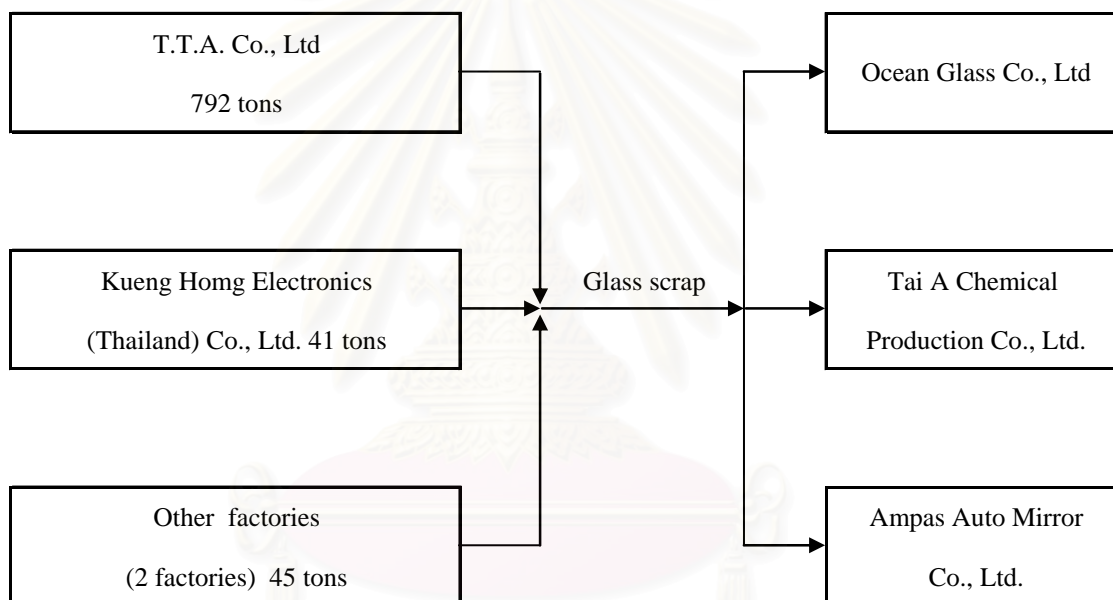 T.T.A. Co., Ltd
792 tons
Kueng Homg Electronics
(Thailand) Co., Ltd. 41 tons
Other factories
(2 factories) 45 tons
Glass scrap
Ocean Glass Co., Ltd
Tai A Chemical
Production Co., Ltd.
Ampas Auto Mirror
Co., Ltd.